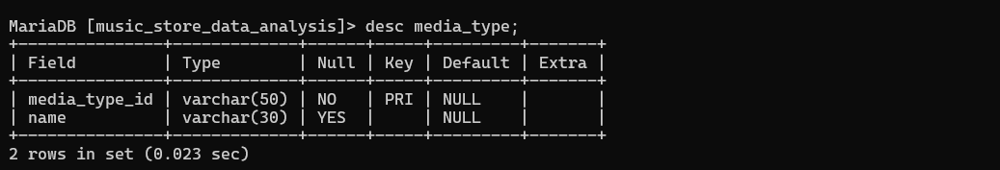 MariaDB [music_store_data_analysis]> desc media_type;
+---------------+-------------+------+-----+---------+-------+
| Field         | Type        | Null | Key | Default | Extra |
+---------------+-------------+------+-----+---------+-------+
| media_type_id | varchar(50) | NO   | PRI | NULL    |       |
| name          | varchar(30) | YES  |     | NULL    |       |
+---------------+-------------+------+-----+---------+-------+
2 rows in set (0.023 sec)